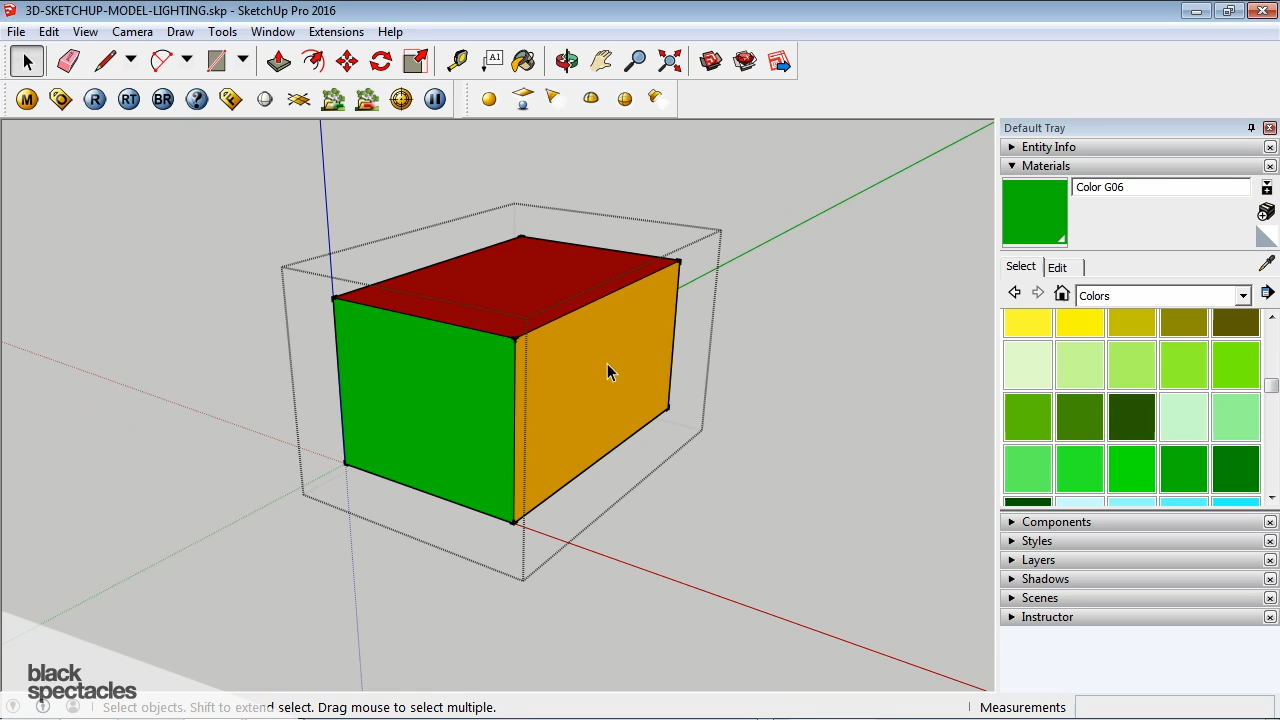 3D-SKETCHUP-MODEL-LIGHTING.skp - SketchUp Pro 2016
File Edit View Camera Draw Tools Window Extensions Help
A1
M O R RT BR ? F
Default Tray
Entity Info
Materials
Color G06
Select Edit
Colors
Components
Styles
Layers
Shadows
Scenes
Instructor
black
spectacles
Select objects. Shift to extend select. Drag mouse to select multiple.
Measurements